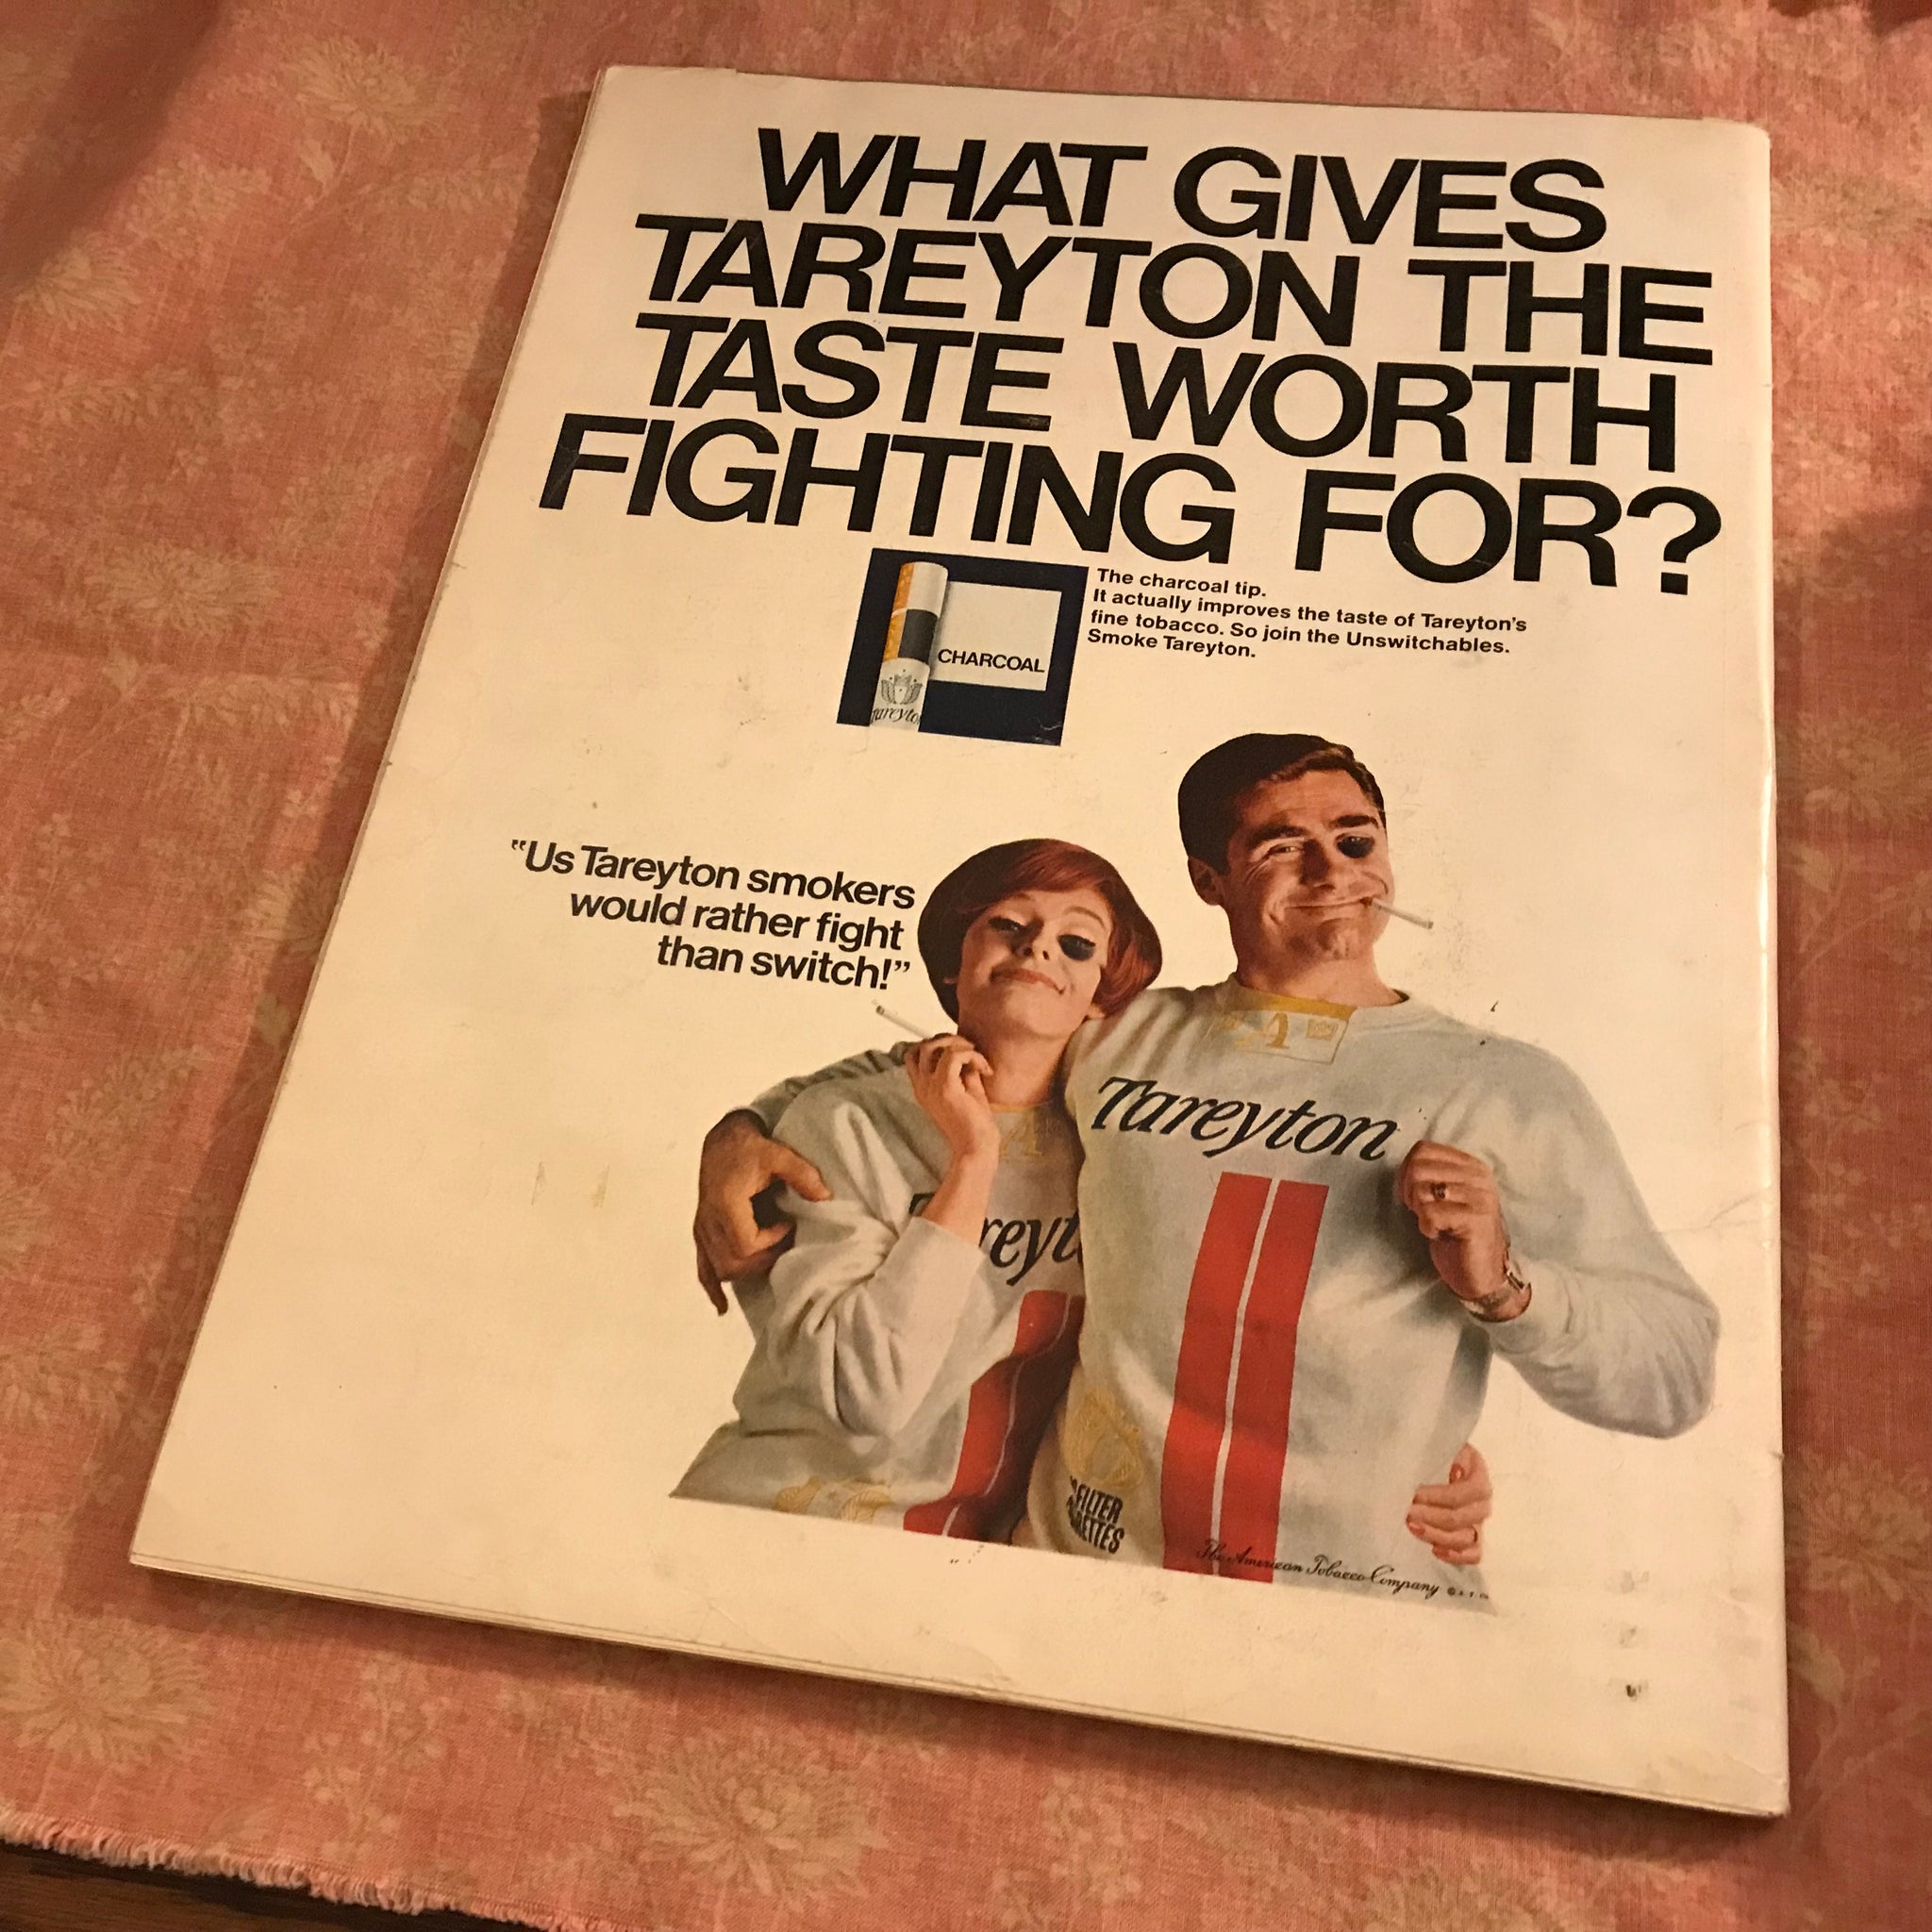 WHAT GIVES
TAREYTON THE
TASTE WORTH
FIGHTING FOR?
The charcoal tip.
It actually improves the taste of Tareyton's
fine tobacco. So join the Unswitchables.
Smoke Tareyton.
CHARCOAL
"Us Tareyton smokers
would rather fight
than switch!"
Tareyton
FILTER
The American Tobacco Company